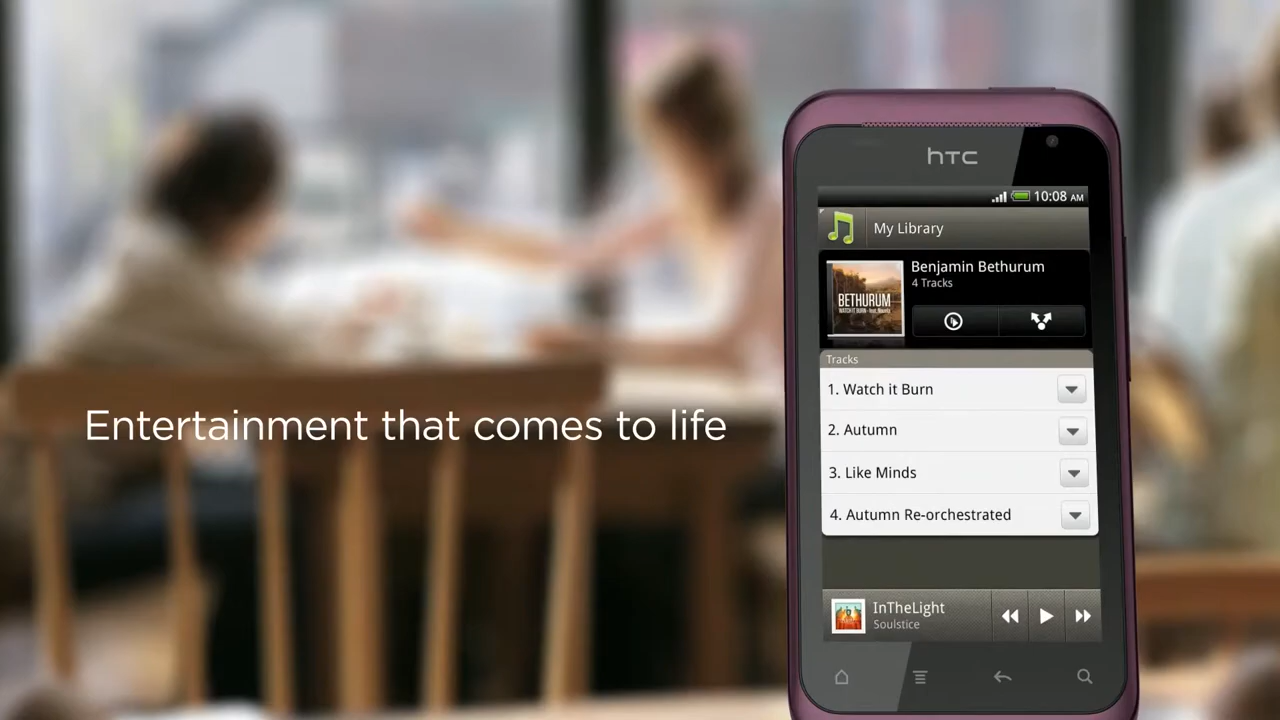 Entertainment that comes to life
hTC
10:08 AM
My Library
Benjamin Bethurum
4 Tracks
BETHURUM
Tracks
1. Watch it Burn
2. Autumn
3. Like Minds
4. Autumn Re-orchestrated
InTheLight
Soulstice